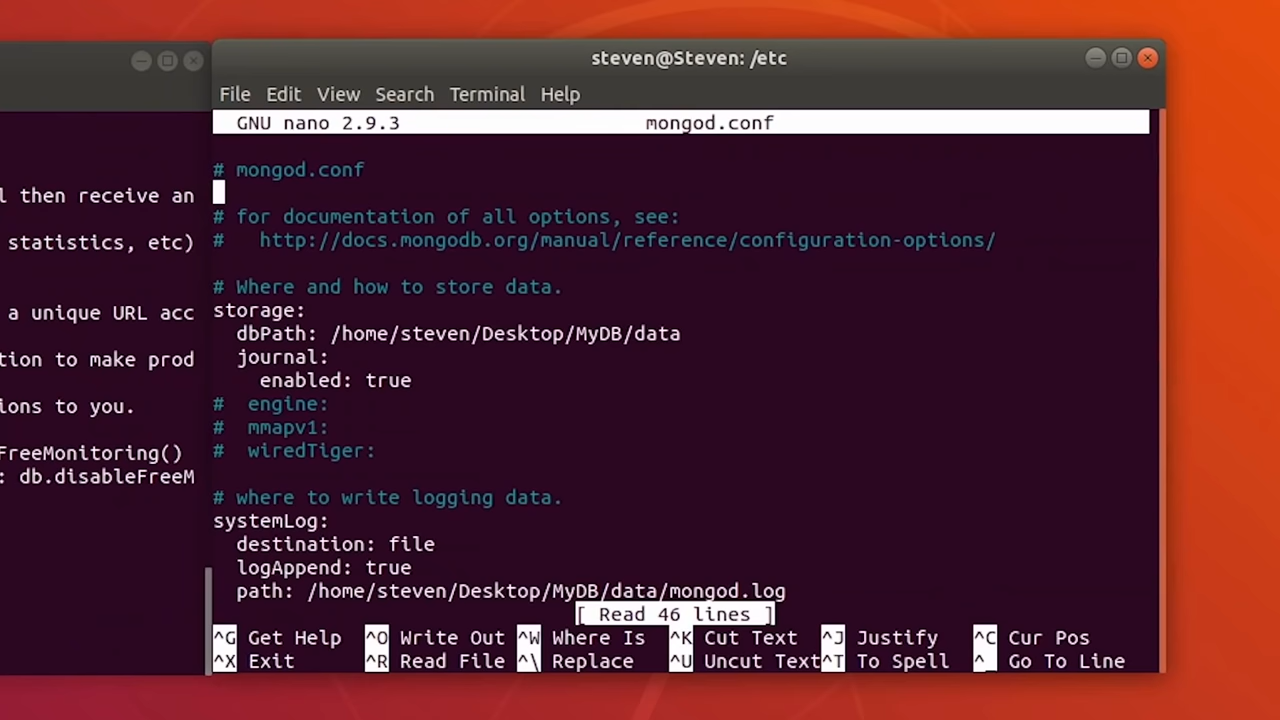 steven@Steven: /etc
File Edit View Search Terminal Help
GNU nano 2.9.3 mongod.conf
# mongod.conf
# for documentation of all options, see:
#   http://docs.mongodb.org/manual/reference/configuration-options/
# Where and how to store data.
storage:
  dbPath: /home/steven/Desktop/MyDB/data
  journal:
    enabled: true
#  engine:
#  mmapv1:
#  wiredTiger:
# where to write logging data.
systemLog:
  destination: file
  logAppend: true
  path: /home/steven/Desktop/MyDB/data/mongod.log
[ Read 46 lines ]
^G Get Help ^O Write Out ^W Where Is ^K Cut Text ^J Justify ^C Cur Pos
^X Exit ^R Read File ^\ Replace ^U Uncut Text ^T To Spell ^_ Go To Line
l then receive an
statistics, etc)
a unique URL acc
tion to make prod
ions to you.
FreeMonitoring()
: db.disableFreeM